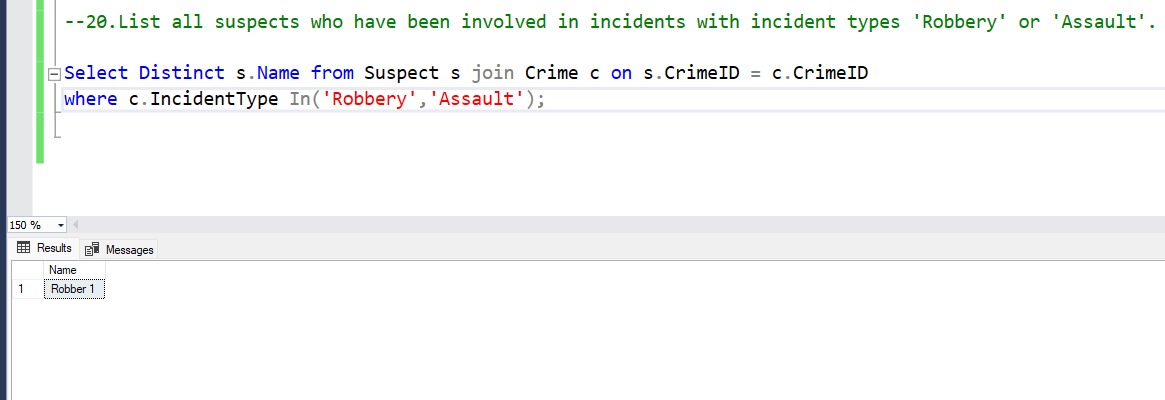 --20.List all suspects who have been involved in incidents with incident types 'Robbery' or 'Assault'.
Select Distinct s.Name from Suspect s join Crime c on s.CrimeID = c.CrimeID
where c.IncidentType In('Robbery','Assault');
150 %
Results Messages
Name
1 Robber 1